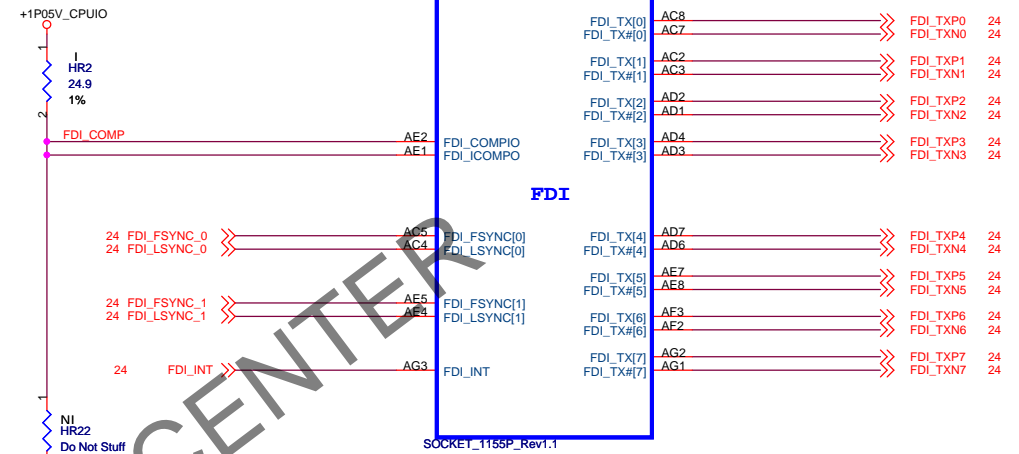 +1P05V_CPUIO
1
I
HR2
24.9
1%
2
FDI_COMP
AE2 FDI_COMPIO
AE1 FDI_ICOMPO
FDI
24 FDI_FSYNC_0 AC5 FDI_FSYNC[0]
24 FDI_LSYNC_0 AC4 FDI_LSYNC[0]
24 FDI_FSYNC_1 AE5 FDI_FSYNC[1]
24 FDI_LSYNC_1 AE4 FDI_LSYNC[1]
24 FDI_INT AG3 FDI_INT
1
NI
HR22
Do Not Stuff
SOCKET_1155P_Rev1.1
FDI_TX[0] AC8 FDI_TXP0 24
FDI_TX#[0] AC7 FDI_TXN0 24
FDI_TX[1] AC2 FDI_TXP1 24
FDI_TX#[1] AC3 FDI_TXN1 24
FDI_TX[2] AD2 FDI_TXP2 24
FDI_TX#[2] AD1 FDI_TXN2 24
FDI_TX[3] AD4 FDI_TXP3 24
FDI_TX#[3] AD3 FDI_TXN3 24
FDI_TX[4] AD7 FDI_TXP4 24
FDI_TX#[4] AD6 FDI_TXN4 24
FDI_TX[5] AE7 FDI_TXP5 24
FDI_TX#[5] AE8 FDI_TXN5 24
FDI_TX[6] AF3 FDI_TXP6 24
FDI_TX#[6] AF2 FDI_TXN6 24
FDI_TX[7] AG2 FDI_TXP7 24
FDI_TX#[7] AG1 FDI_TXN7 24
CENTER